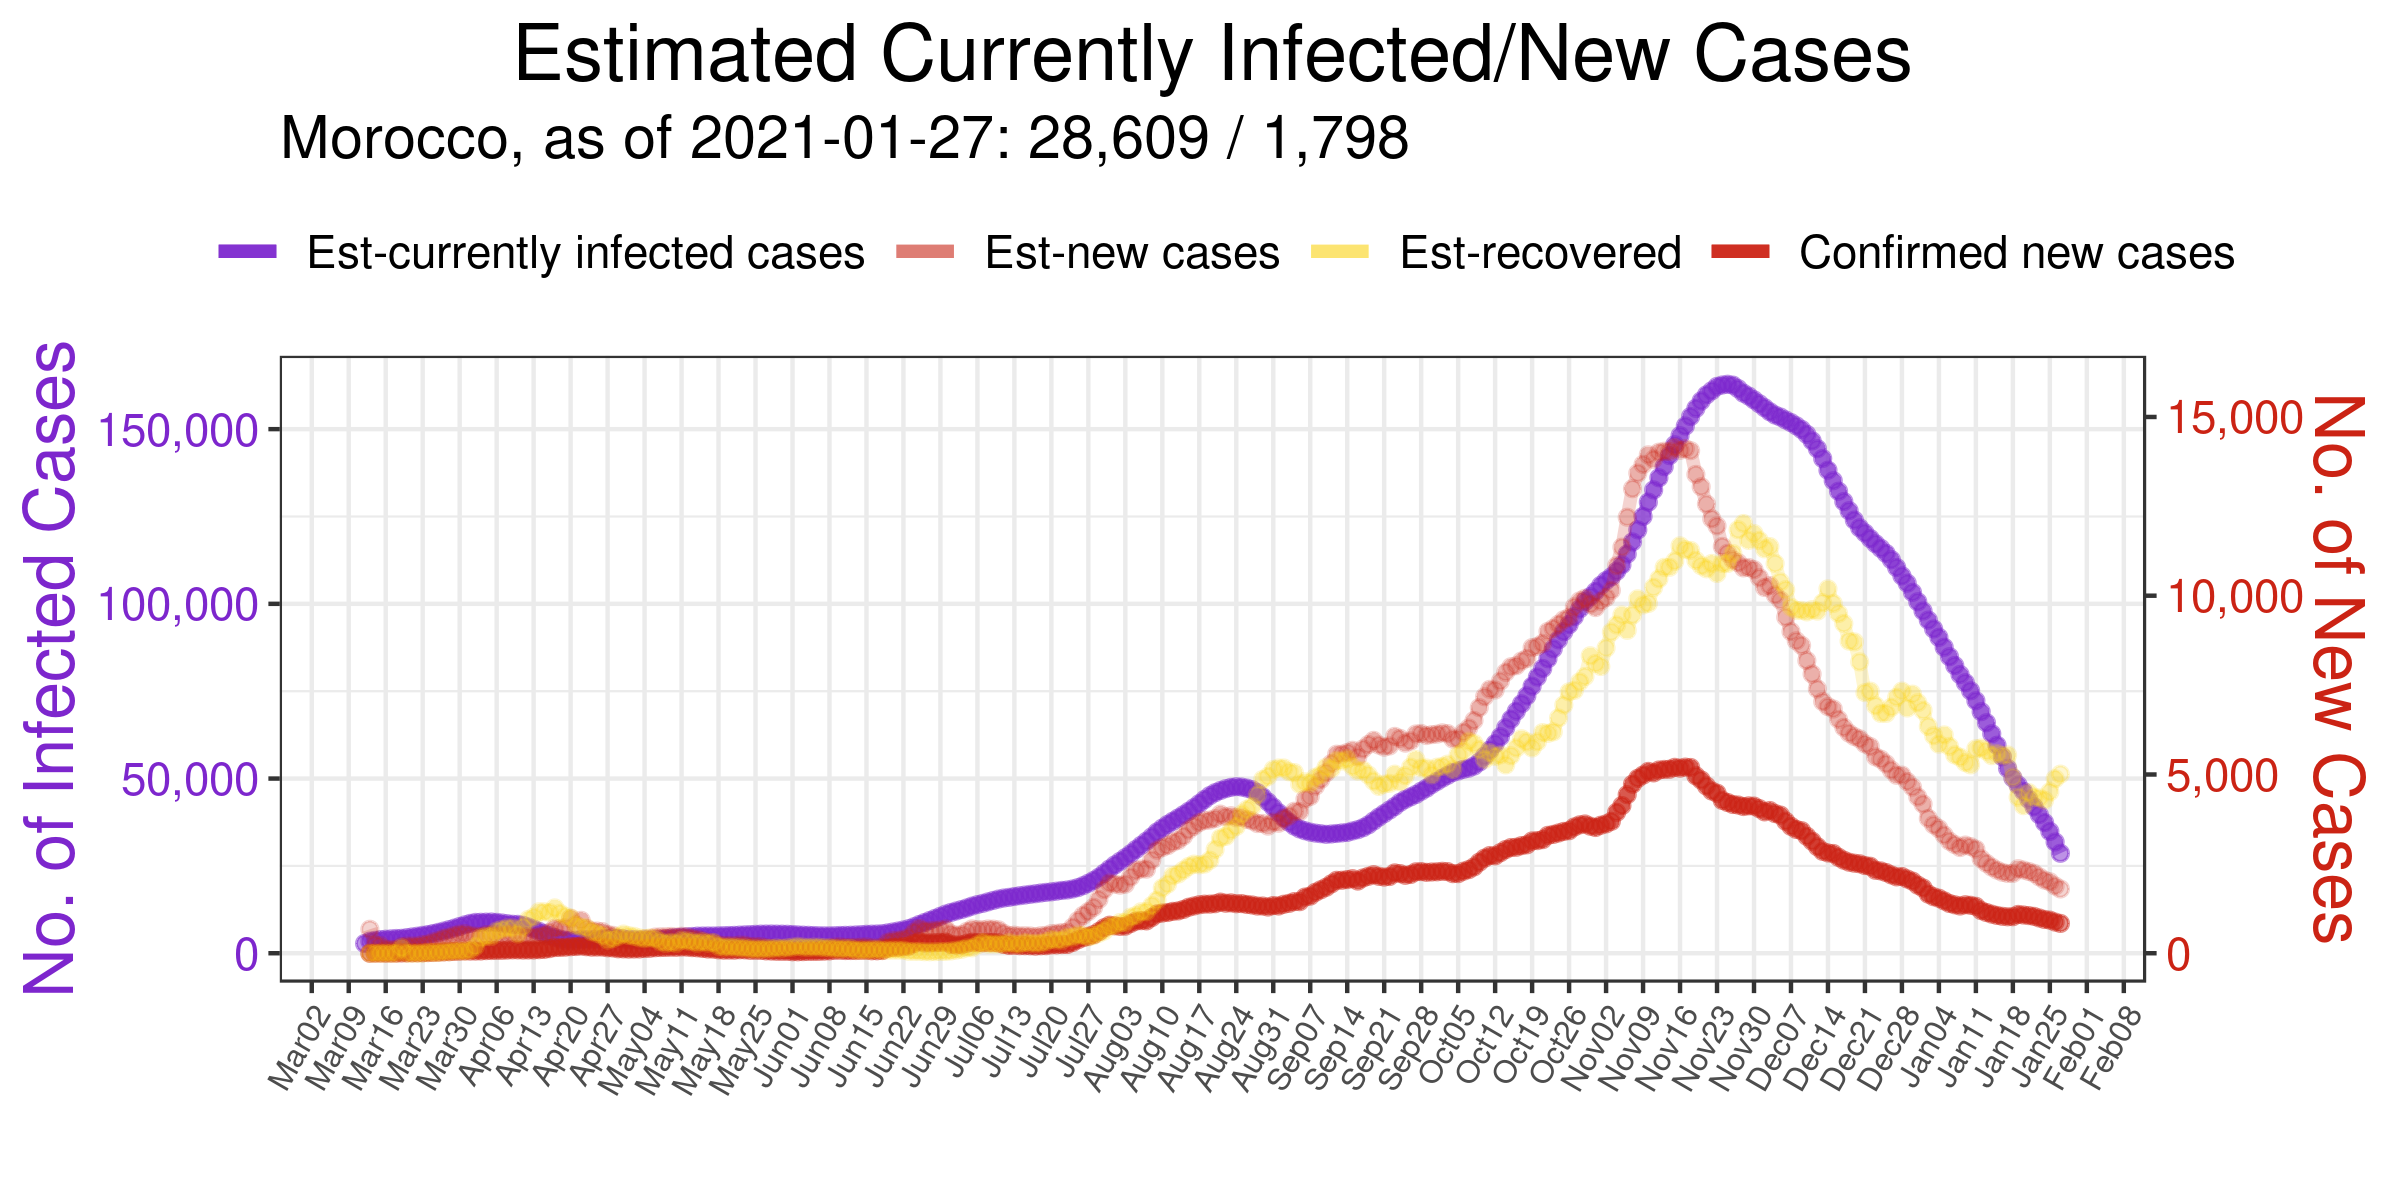 Estimated Currently Infected/New Cases
Morocco, as of 2021-01-27: 28,609 / 1,798
Est-currently infected cases Est-new cases Est-recovered Confirmed new cases
No. of Infected Cases
150,000
100,000
50,000
0
15,000
10,000
5,000
0
No. of New Cases
Mar02 Mar09 Mar16 Mar23 Mar30 Apr06 Apr13 Apr20 Apr27 May04 May11 May18 May25 Jun01 Jun08 Jun15 Jun22 Jun29 Jul06 Jul13 Jul20 Jul27 Aug03 Aug10 Aug17 Aug24 Aug31 Sep07 Sep14 Sep21 Sep28 Oct05 Oct12 Oct19 Oct26 Nov02 Nov09 Nov16 Nov23 Nov30 Dec07 Dec14 Dec21 Dec28 Jan04 Jan11 Jan18 Jan25 Feb01 Feb08